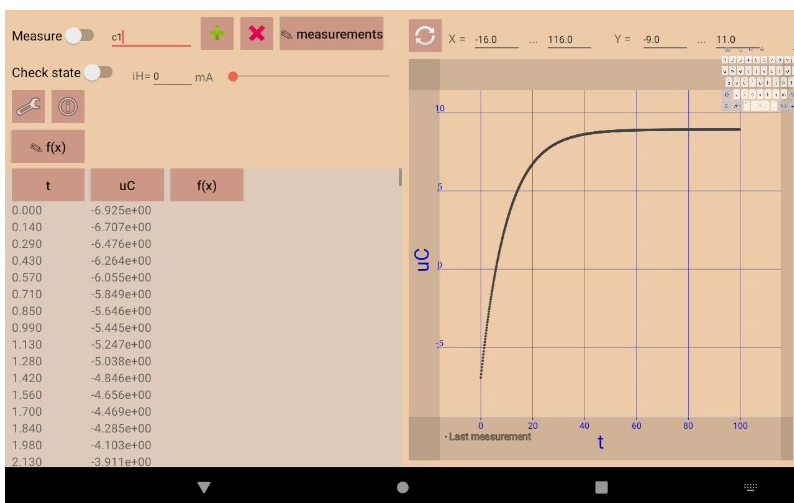 Measure c1 measurements
Check state iH= 0 mA
f(x)
t uC f(x)
0.000 -6.925e+00
0.140 -6.707e+00
0.290 -6.476e+00
0.430 -6.264e+00
0.570 -6.055e+00
0.710 -5.849e+00
0.850 -5.646e+00
0.990 -5.445e+00
1.130 -5.247e+00
1.280 -5.038e+00
1.420 -4.846e+00
1.560 -4.656e+00
1.700 -4.469e+00
1.840 -4.285e+00
1.980 -4.103e+00
2.130 -3.911e+00
X = -16.0 ... 116.0 Y = -9.0 ... 11.0
10
5
0
-5
uC
0 20 40 60 80 100
Last measurement
t